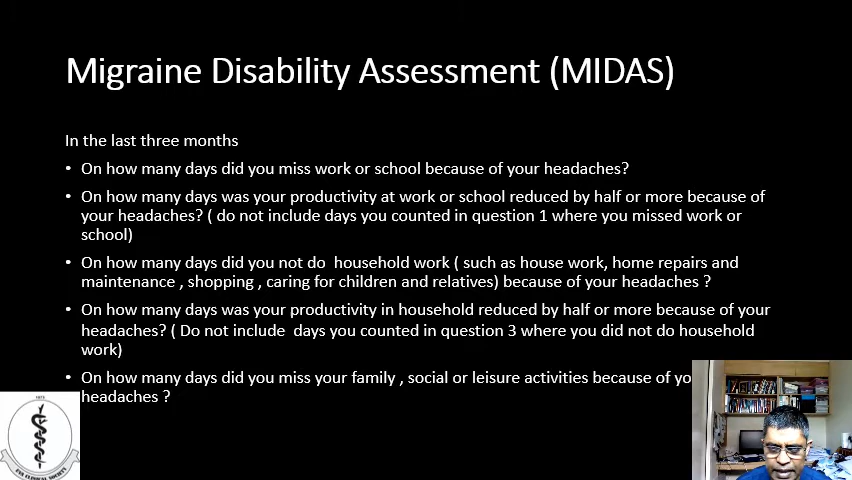 Migraine Disability Assessment (MIDAS)
In the last three months
• On how many days did you miss work or school because of your headaches?
• On how many days was your productivity at work or school reduced by half or more because of
your headaches? ( do not include days you counted in question 1 where you missed work or
school)
• On how many days did you not do household work ( such as house work, home repairs and
maintenance , shopping , caring for children and relatives) because of your headaches ?
• On how many days was your productivity in household reduced by half or more because of your
headaches? ( Do not include days you counted in question 3 where you did not do household
work)
• On how many days did you miss your family , social or leisure activities because of yo
headaches ?
CLINICAL SOCIETY